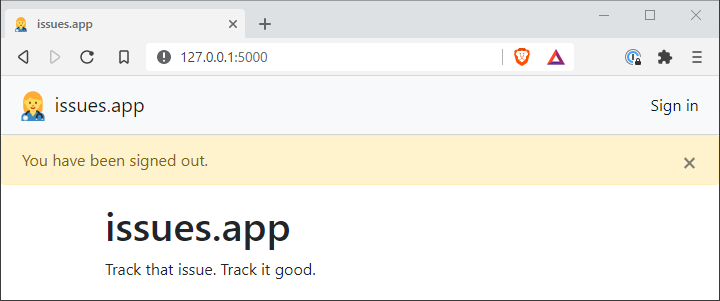 issues.app
127.0.0.1:5000
issues.app
Sign in
You have been signed out.
issues.app
Track that issue. Track it good.